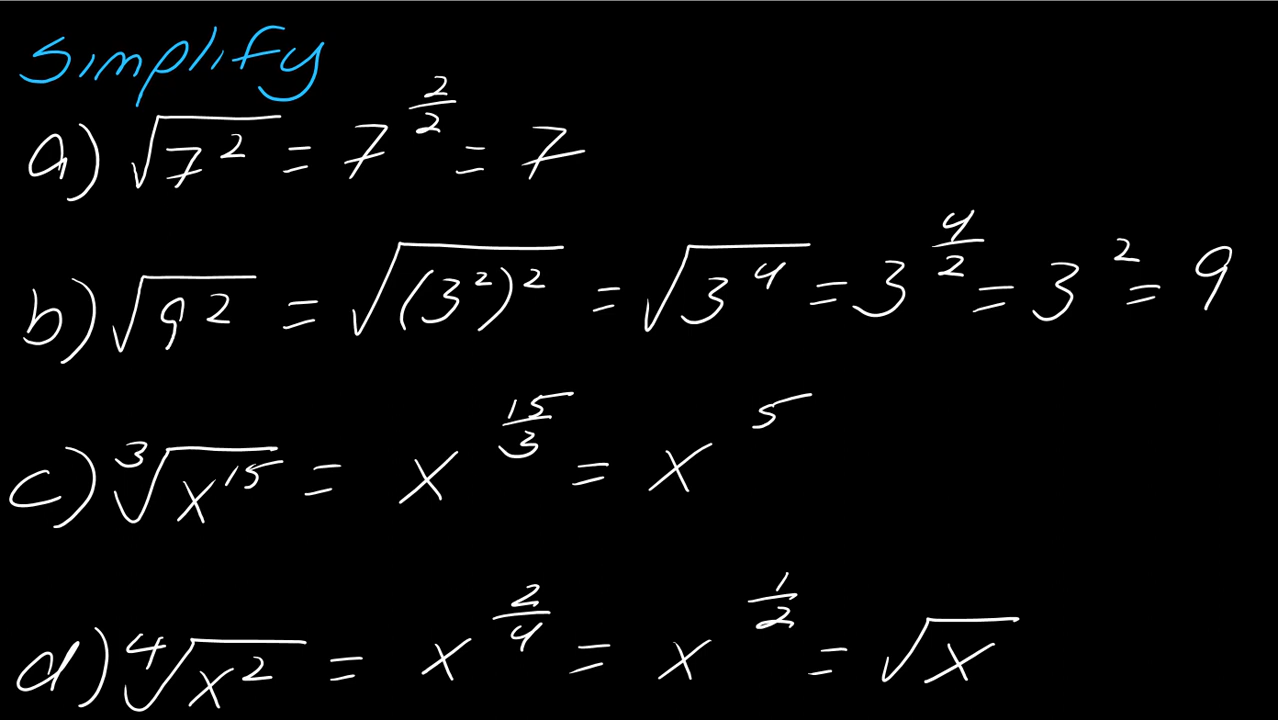 Simplify
a) √7² = 7^(2/2) = 7
b) √9² = √(3²)² = √3⁴ = 3^(4/2) = 3² = 9
c) ³√x¹⁵ = x^(15/3) = x⁵
d) ⁴√x² = x^(2/4) = x^(1/2) = √x